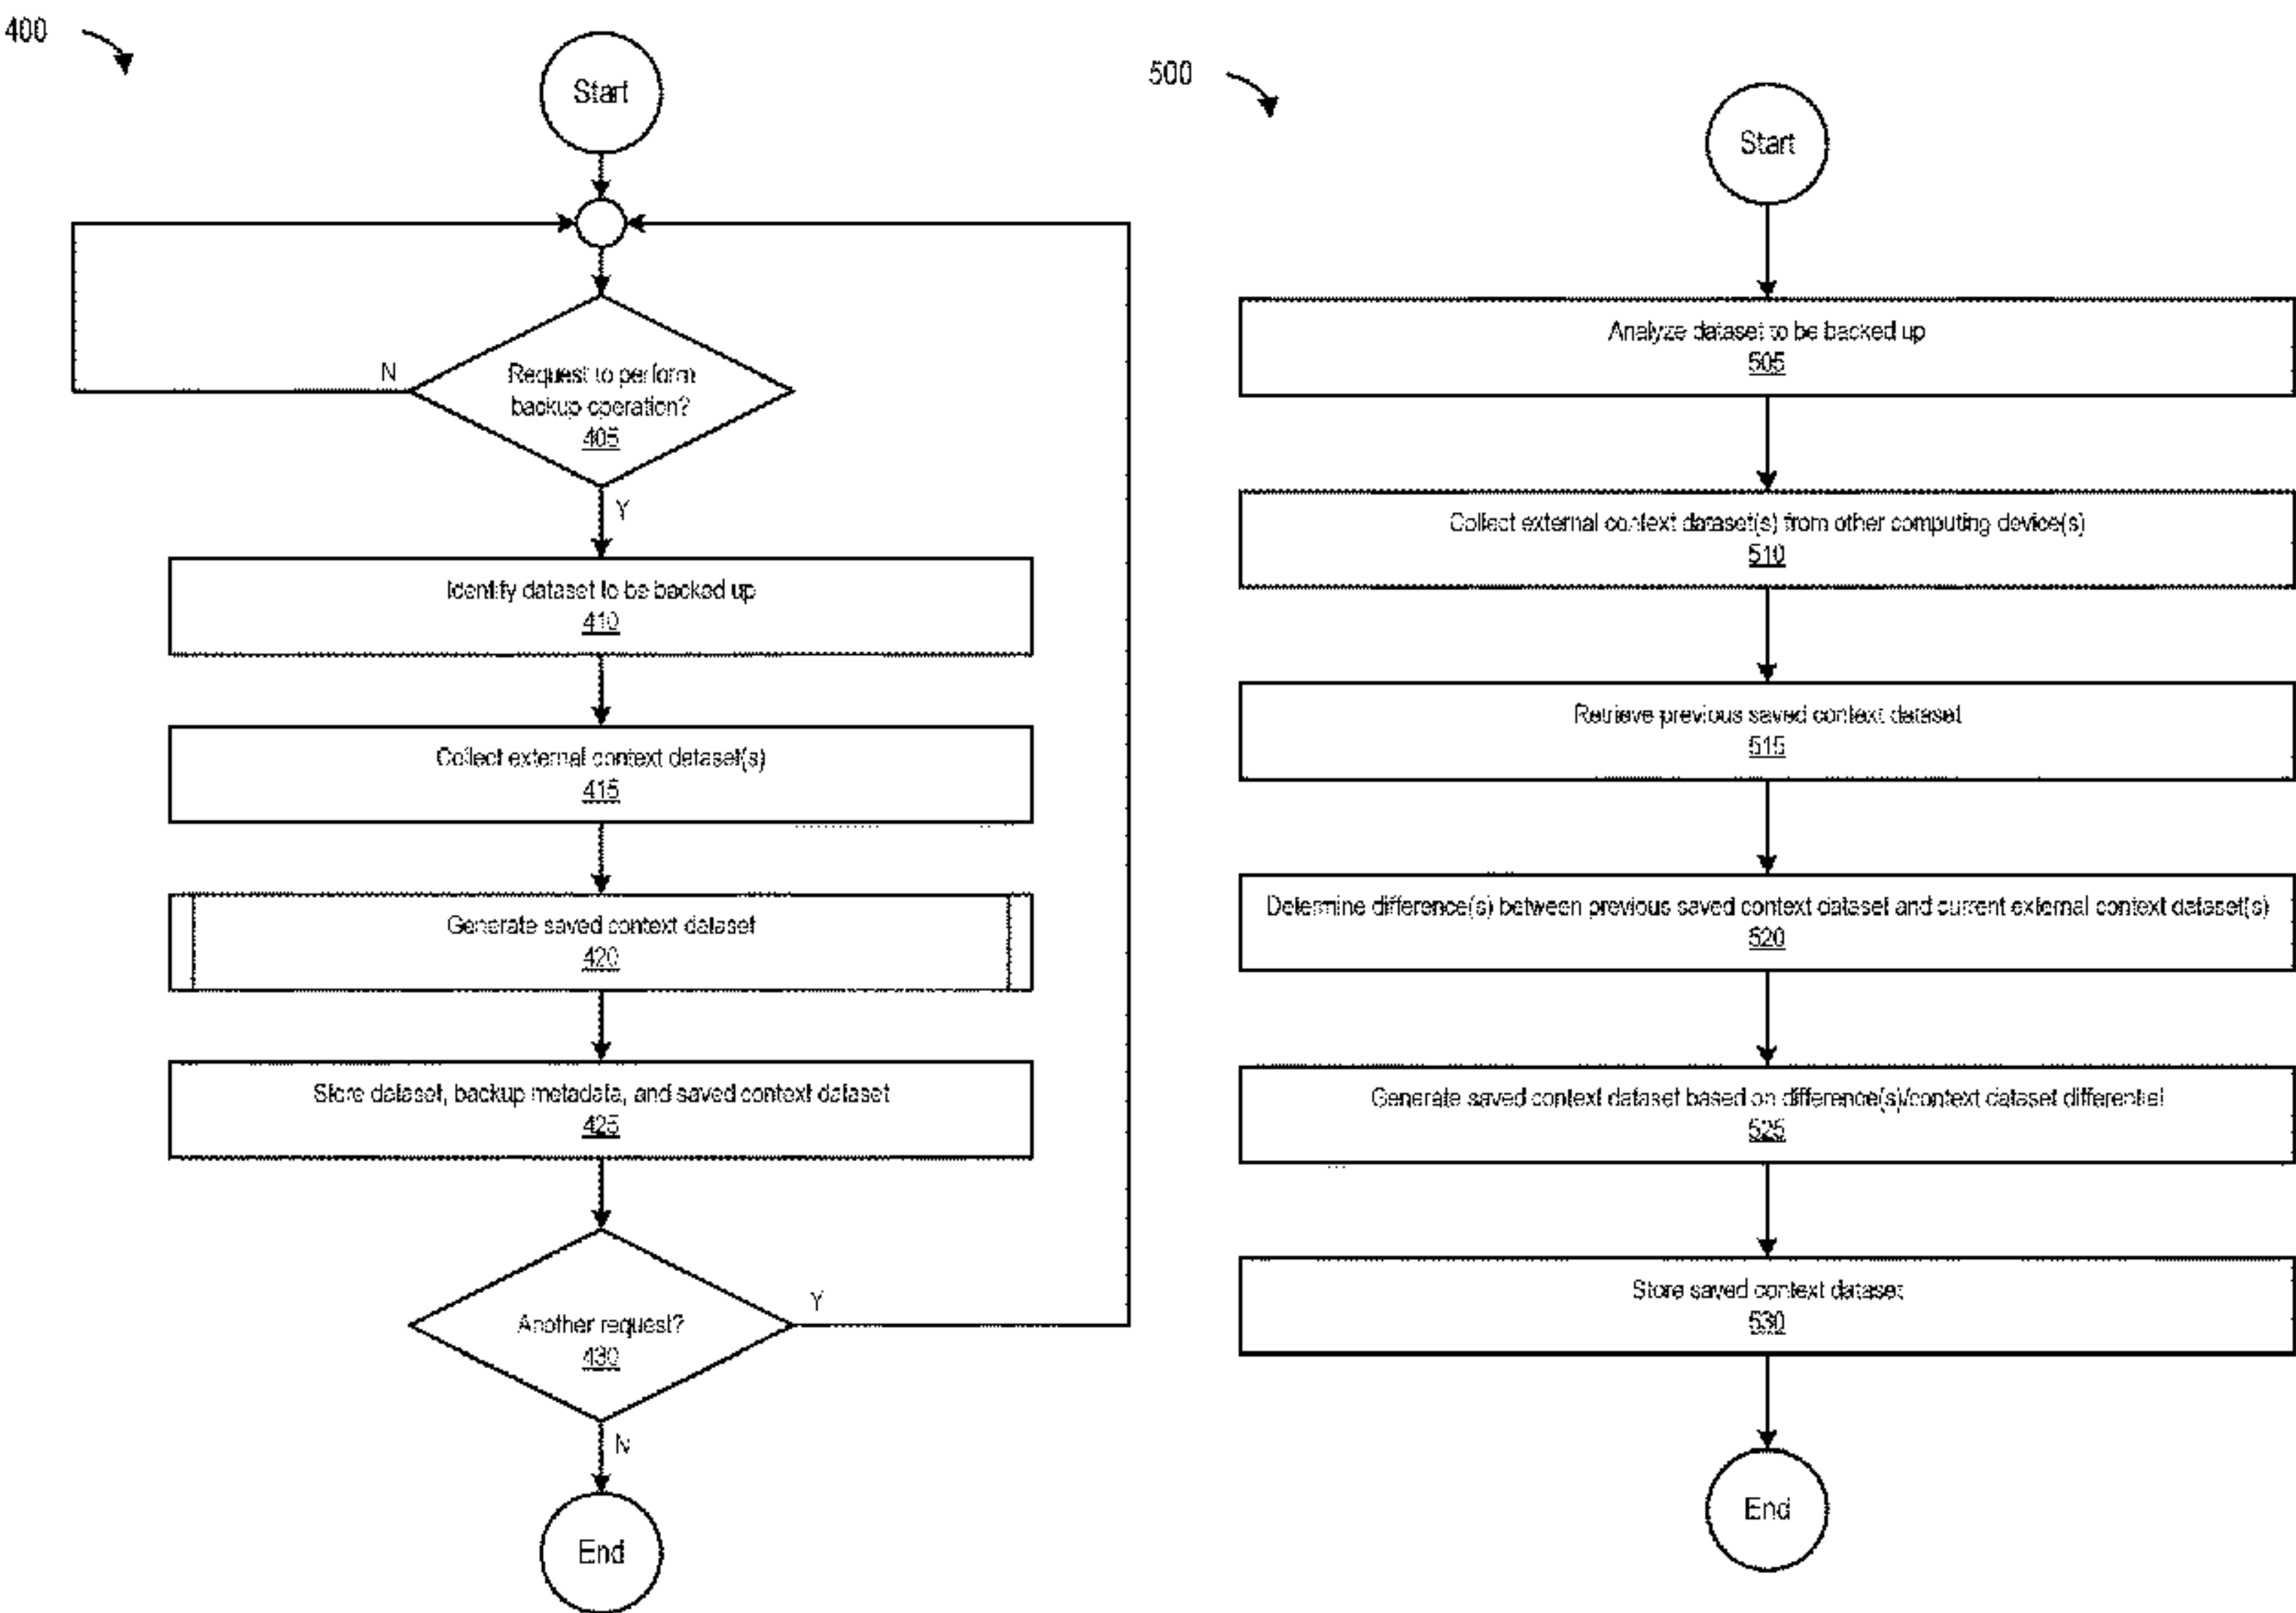 400
Start
Request to perform
backup operation?
405
N
Y
Identify dataset to be backed up
410
Collect external context dataset(s)
415
Generate saved context dataset
420
Store dataset, backup metadata, and saved context dataset
425
Another request?
430
Y
N
End
500
Start
Analyze dataset to be backed up
505
Collect external context dataset(s) from other computing device(s)
510
Retrieve previous saved context dataset
515
Determine difference(s) between previous saved context dataset and current external context dataset(s)
520
Generate saved context dataset based on difference(s)/context dataset differential
525
Store saved context dataset
530
End